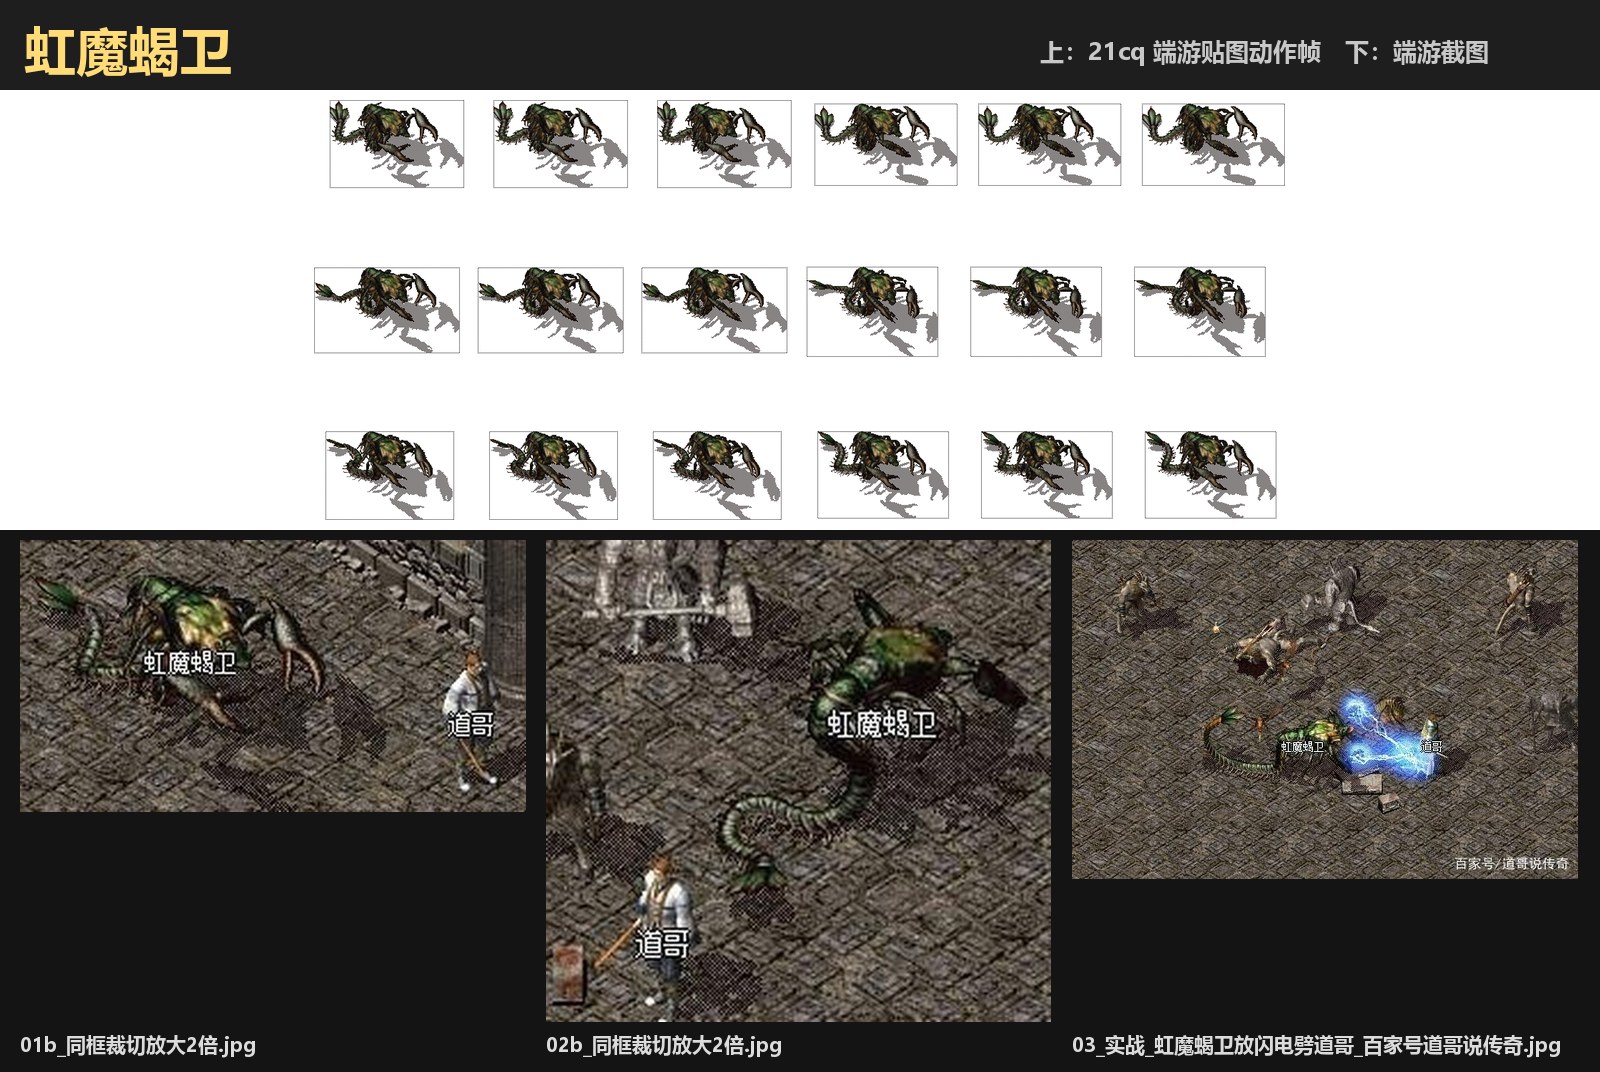 虹魔蝎卫
上：21cq 端游贴图动作帧 下：端游截图
虹魔蝎卫
道哥
虹魔蝎卫
道哥
虹魔蝎卫
道哥
百家号/道哥说传奇
01b_同框裁切放大2倍.jpg
02b_同框裁切放大2倍.jpg
03_实战_虹魔蝎卫放闪电劈道哥_百家号道哥说传奇.jpg